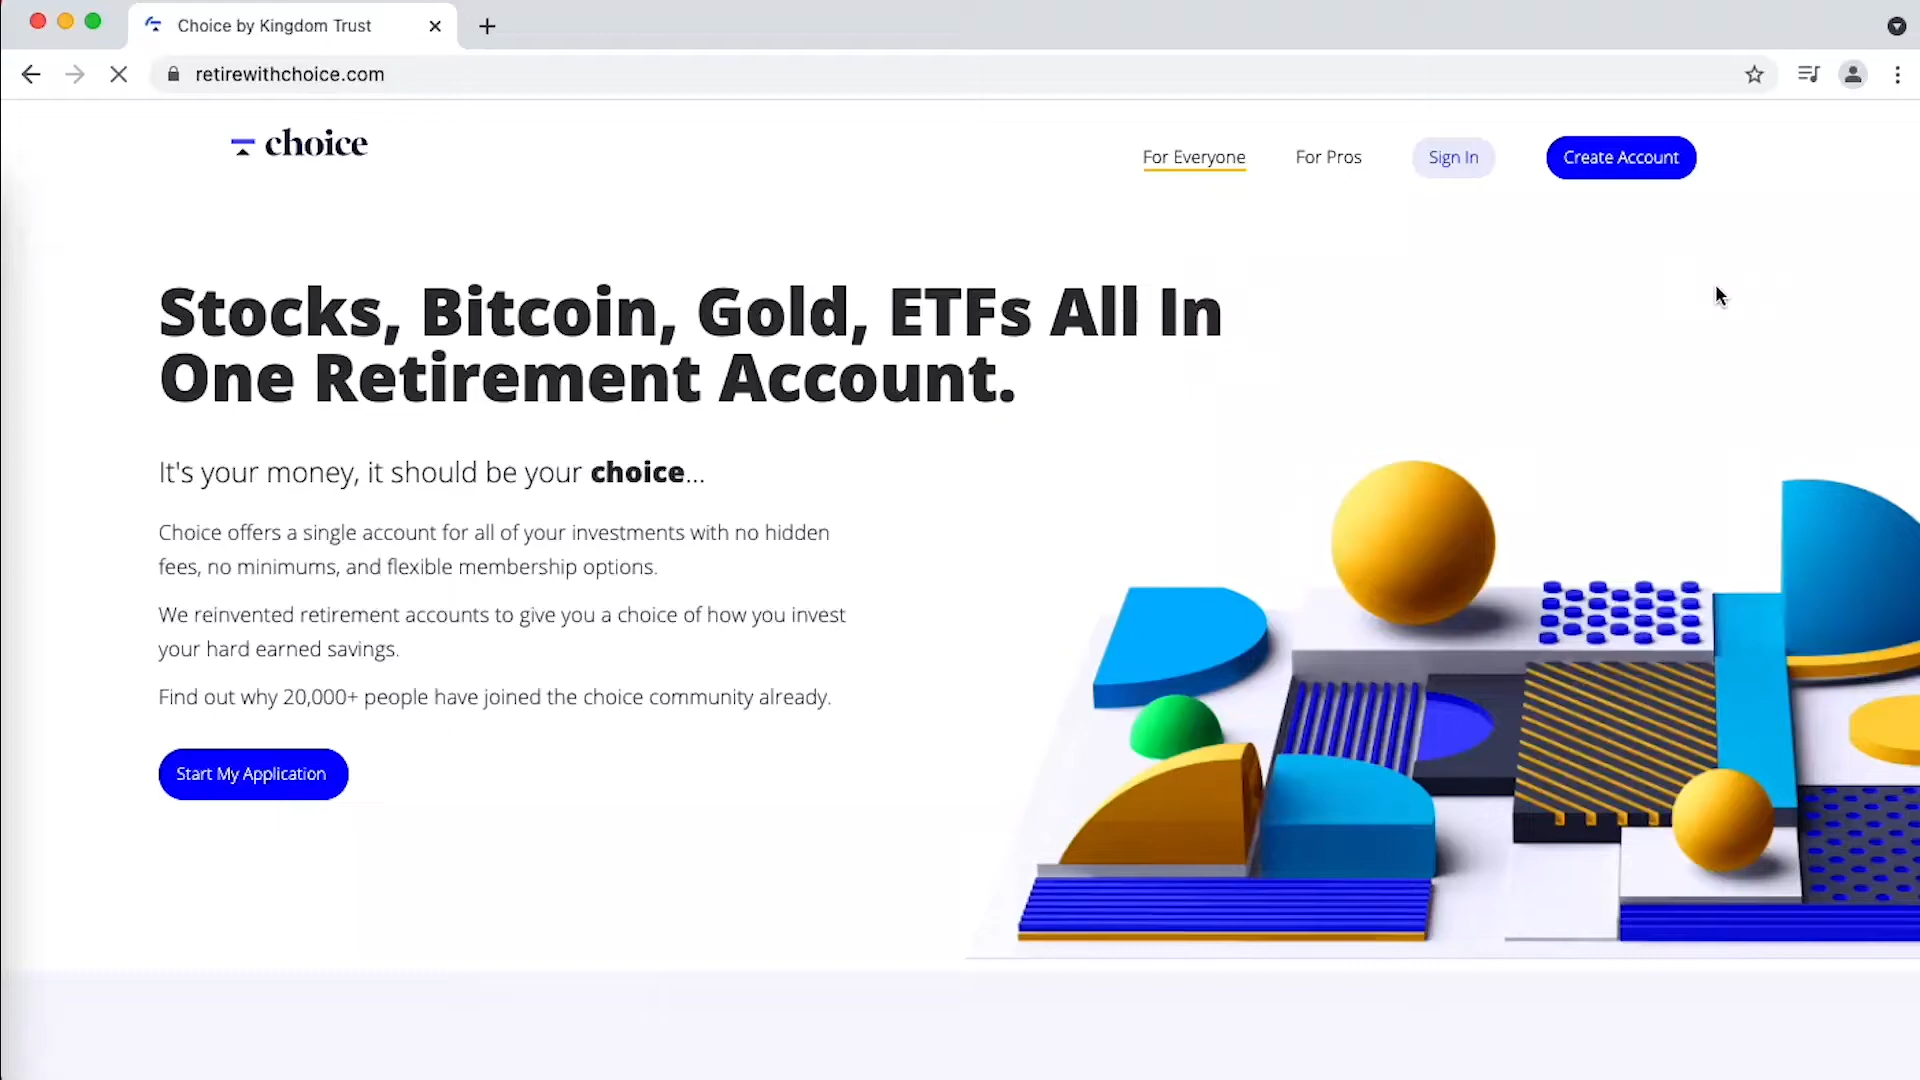 Choice by Kingdom Trust
retirewithchoice.com
choice
For Everyone
For Pros
Sign In
Create Account
Stocks, Bitcoin, Gold, ETFs All In
One Retirement Account.
It's your money, it should be your choice...
Choice offers a single account for all of your investments with no hidden
fees, no minimums, and flexible membership options.
We reinvented retirement accounts to give you a choice of how you invest
your hard earned savings.
Find out why 20,000+ people have joined the choice community already.
Start My Application